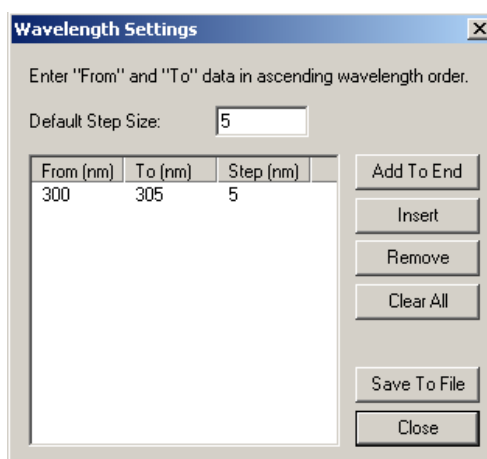 Wavelength Settings
Enter "From" and "To" data in ascending wavelength order.
Default Step Size: 5
From (nm) To (nm) Step (nm)
300 305 5
Add To End
Insert
Remove
Clear All
Save To File
Close